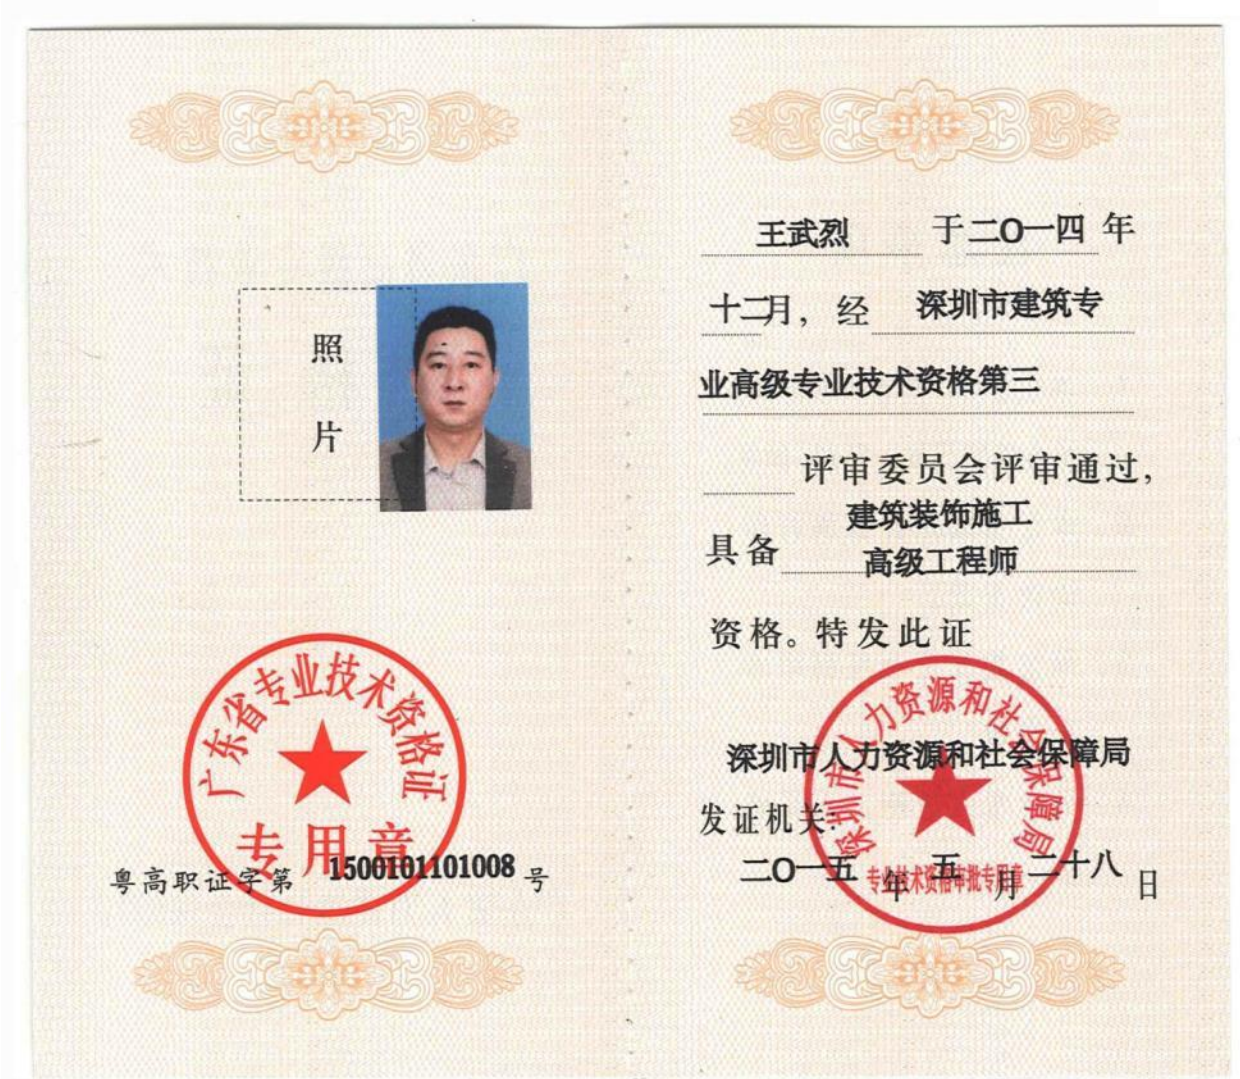 照
片
广东省专业技术资格证
专用章
粤高职证字第 1500101101008 号
王武烈 于二〇一四 年
十二月，经 深圳市建筑专
业高级专业技术资格第三
评审委员会评审通过，
建筑装饰施工
具备 高级工程师
资格。特发此证
深圳市人力资源和社会保障局
深圳市人力资源和社会保障局
发证机关：
专业技术资格审批专用章
二〇一五 年 五 月 二十八 日